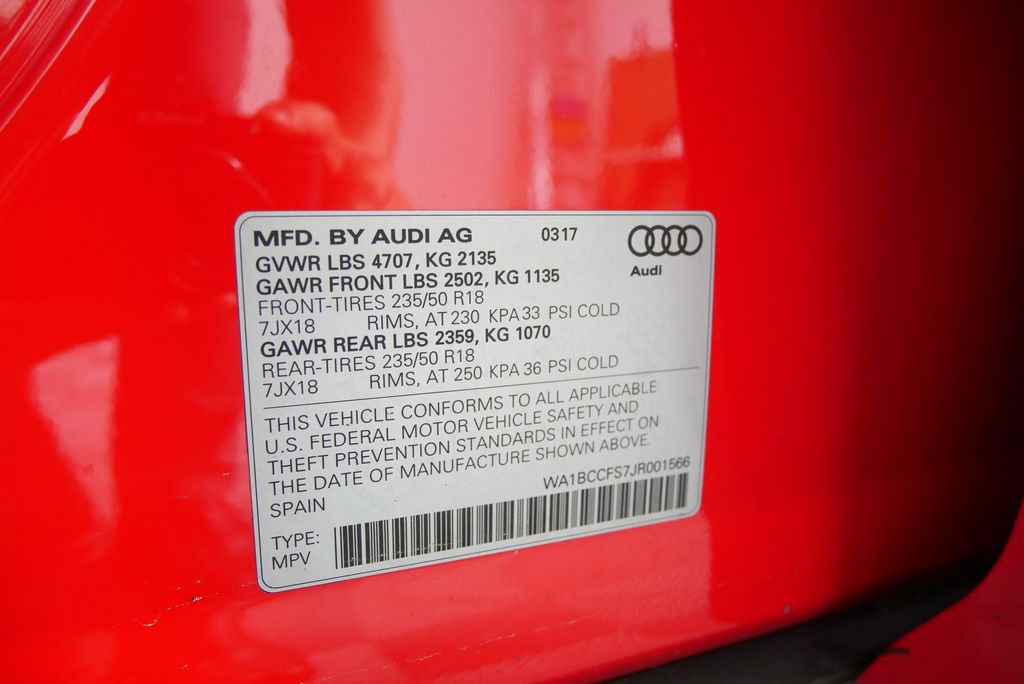 MFD. BY AUDI AG 0317
Audi
GVWR LBS 4707, KG 2135
GAWR FRONT LBS 2502, KG 1135
FRONT-TIRES 235/50 R18
7JX18 RIMS, AT 230 KPA 33 PSI COLD
GAWR REAR LBS 2359, KG 1070
REAR-TIRES 235/50 R18
7JX18 RIMS, AT 250 KPA 36 PSI COLD
THIS VEHICLE CONFORMS TO ALL APPLICABLE
U.S. FEDERAL MOTOR VEHICLE SAFETY AND
THEFT PREVENTION STANDARDS IN EFFECT ON
THE DATE OF MANUFACTURE SHOWN ABOVE.
SPAIN WA1BCCFS7JR001566
TYPE:
MPV